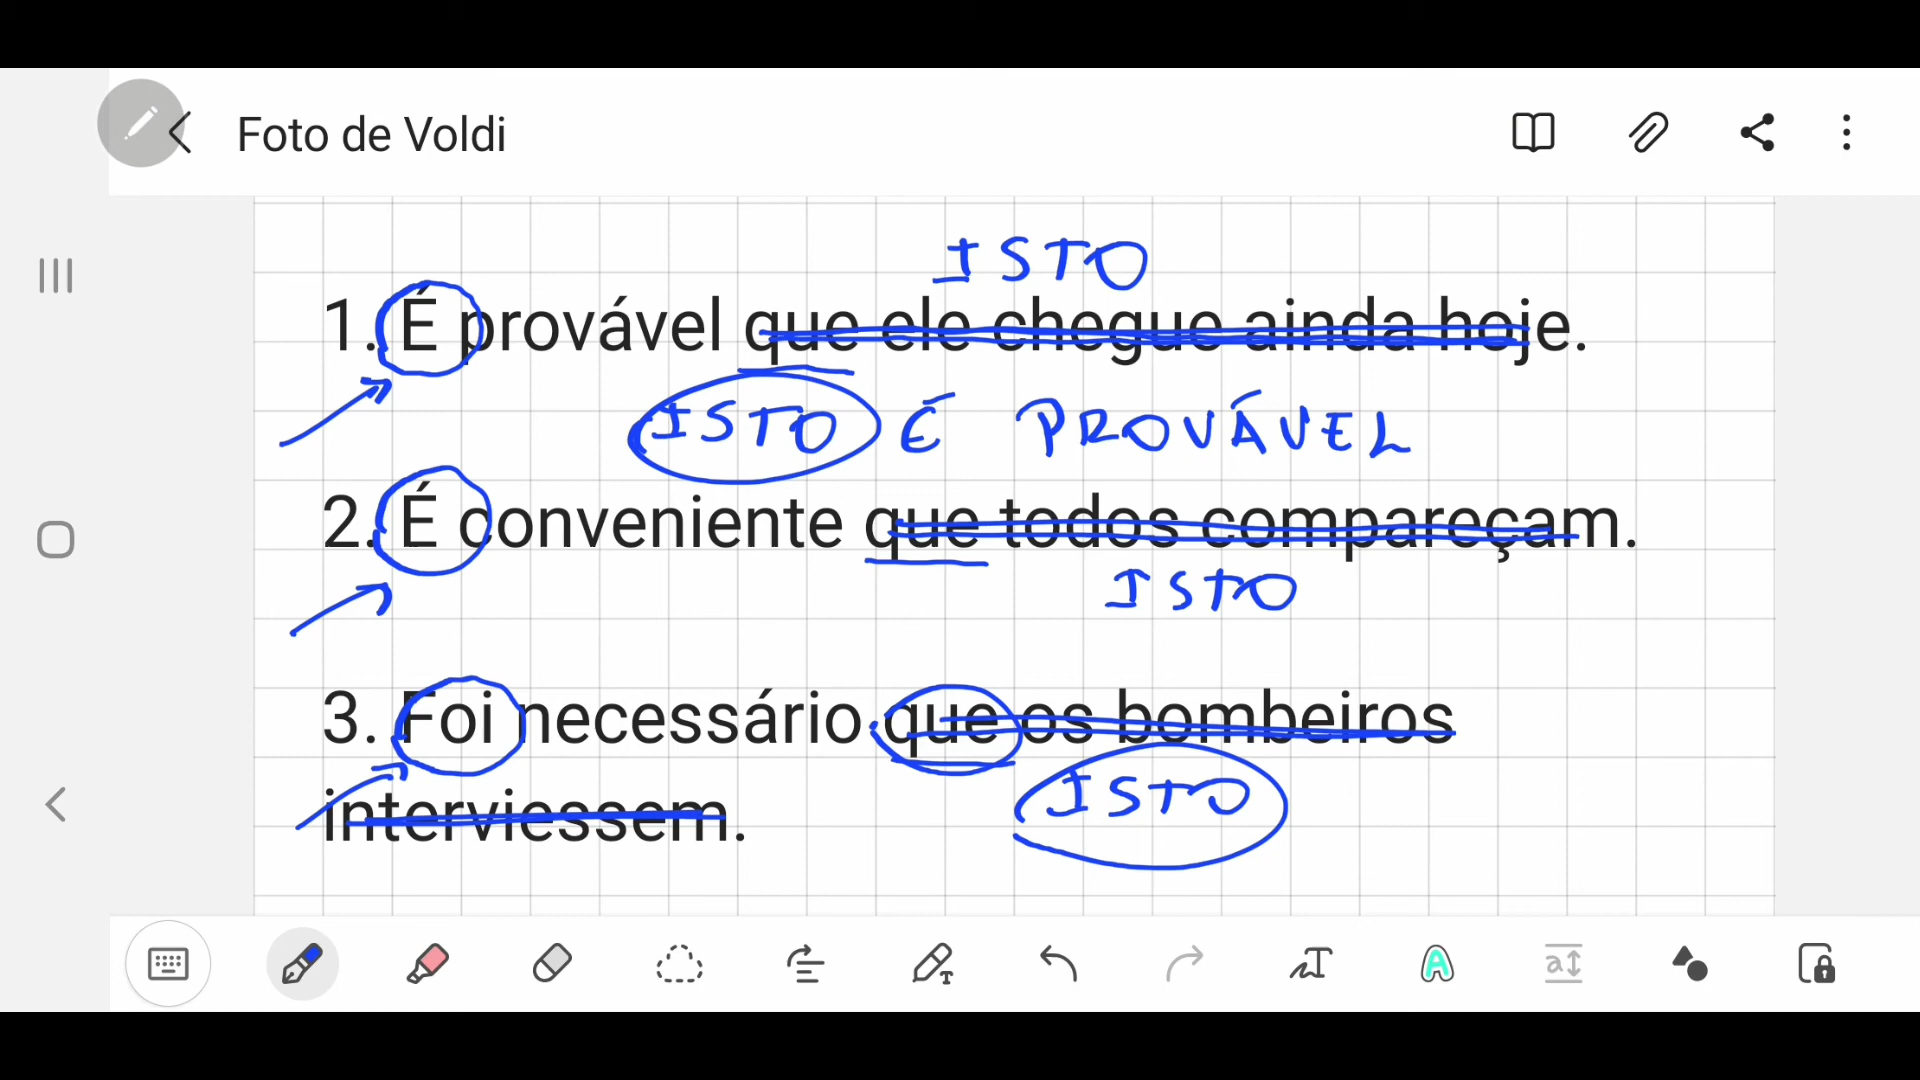 Foto de Voldi
ISTO
1. É provável que ele chegue ainda hoje.
ISTO É PROVÁVEL
2. É conveniente que todos compareçam.
ISTO
3. Foi necessário que os bombeiros
ISTO
interviessem.